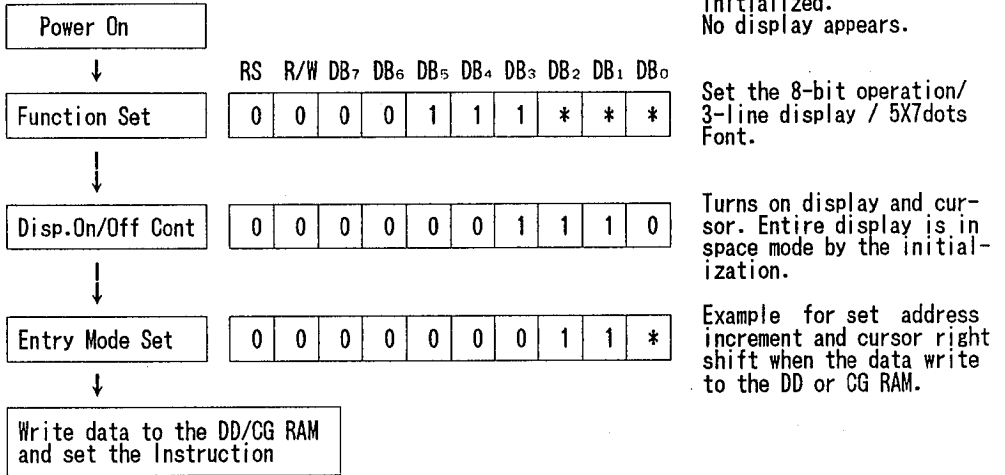 initialized.
Power On
No display appears.
RS R/W DB₇ DB₆ DB₅ DB₄ DB₃ DB₂ DB₁ DB₀
Function Set 0 0 0 0 1 1 1 * * *
Set the 8-bit operation/
3-line display / 5X7dots
Font.
Disp.On/Off Cont 0 0 0 0 0 0 1 1 1 0
Turns on display and cur-
sor. Entire display is in
space mode by the initial-
ization.
Entry Mode Set 0 0 0 0 0 0 0 1 1 *
Example for set address
increment and cursor right
shift when the data write
to the DD or CG RAM.
Write data to the DD/CG RAM
and set the Instruction